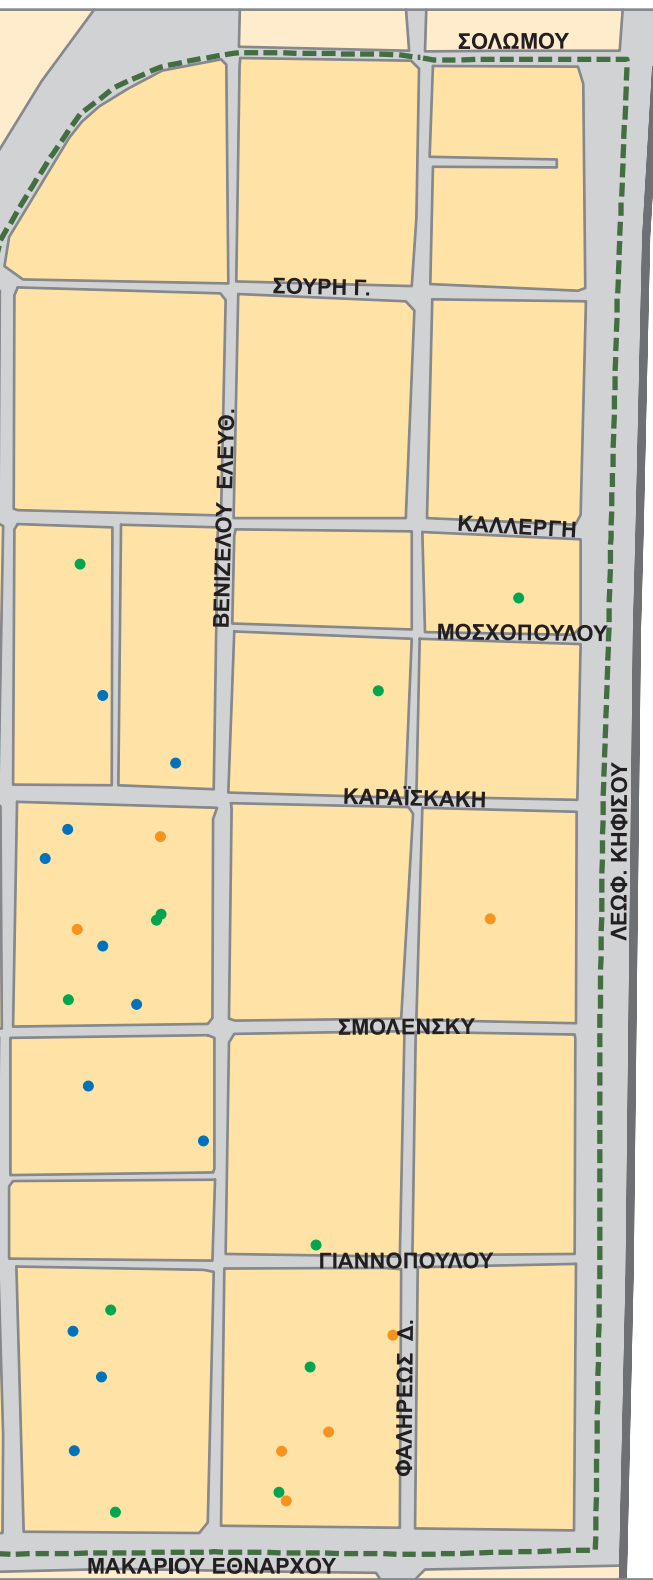 ΣΟΛΩΜΟΥ
ΣΟΥΡΗ Γ.
ΒΕΝΙΖΕΛΟΥ ΕΛΕΥΘ.
ΚΑΛΛΕΡΓΗ
ΜΟΣΧΟΠΟΥΛΟΥ
ΚΑΡΑΪΣΚΑΚΗ
ΛΕΩΦ. ΚΗΦΙΣΟΥ
ΣΜΟΛΕΝΣΚΥ
ΓΙΑΝΝΟΠΟΥΛΟΥ
ΦΑΛΗΡΕΩΣ Δ.
ΜΑΚΑΡΙΟΥ ΕΘΝΑΡΧΟΥ